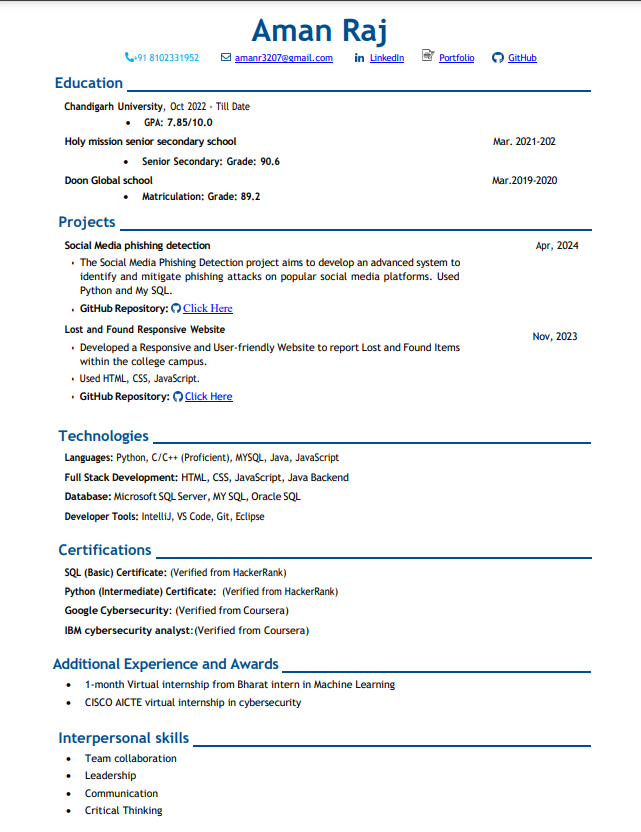 Aman Raj
+91 8102331952 amanr3207@gmail.com LinkedIn Portfolio GitHub
Education
Chandigarh University, Oct 2022 - Till Date
• GPA: 7.85/10.0
Holy mission senior secondary school Mar. 2021-202
• Senior Secondary: Grade: 90.6
Doon Global school Mar.2019-2020
• Matriculation: Grade: 89.2
Projects
Social Media phishing detection Apr, 2024
• The Social Media Phishing Detection project aims to develop an advanced system to
identify and mitigate phishing attacks on popular social media platforms. Used
Python and My SQL.
• GitHub Repository: Click Here
Lost and Found Responsive Website
Nov, 2023
• Developed a Responsive and User-friendly Website to report Lost and Found Items
within the college campus.
• Used HTML, CSS, JavaScript.
• GitHub Repository: Click Here
Technologies
Languages: Python, C/C++ (Proficient), MYSQL, Java, JavaScript
Full Stack Development: HTML, CSS, JavaScript, Java Backend
Database: Microsoft SQL Server, MY SQL, Oracle SQL
Developer Tools: IntelliJ, VS Code, Git, Eclipse
Certifications
SQL (Basic) Certificate: (Verified from HackerRank)
Python (Intermediate) Certificate: (Verified from HackerRank)
Google Cybersecurity: (Verified from Coursera)
IBM cybersecurity analyst:(Verified from Coursera)
Additional Experience and Awards
• 1-month Virtual internship from Bharat intern in Machine Learning
• CISCO AICTE virtual internship in cybersecurity
Interpersonal skills
• Team collaboration
• Leadership
• Communication
• Critical Thinking